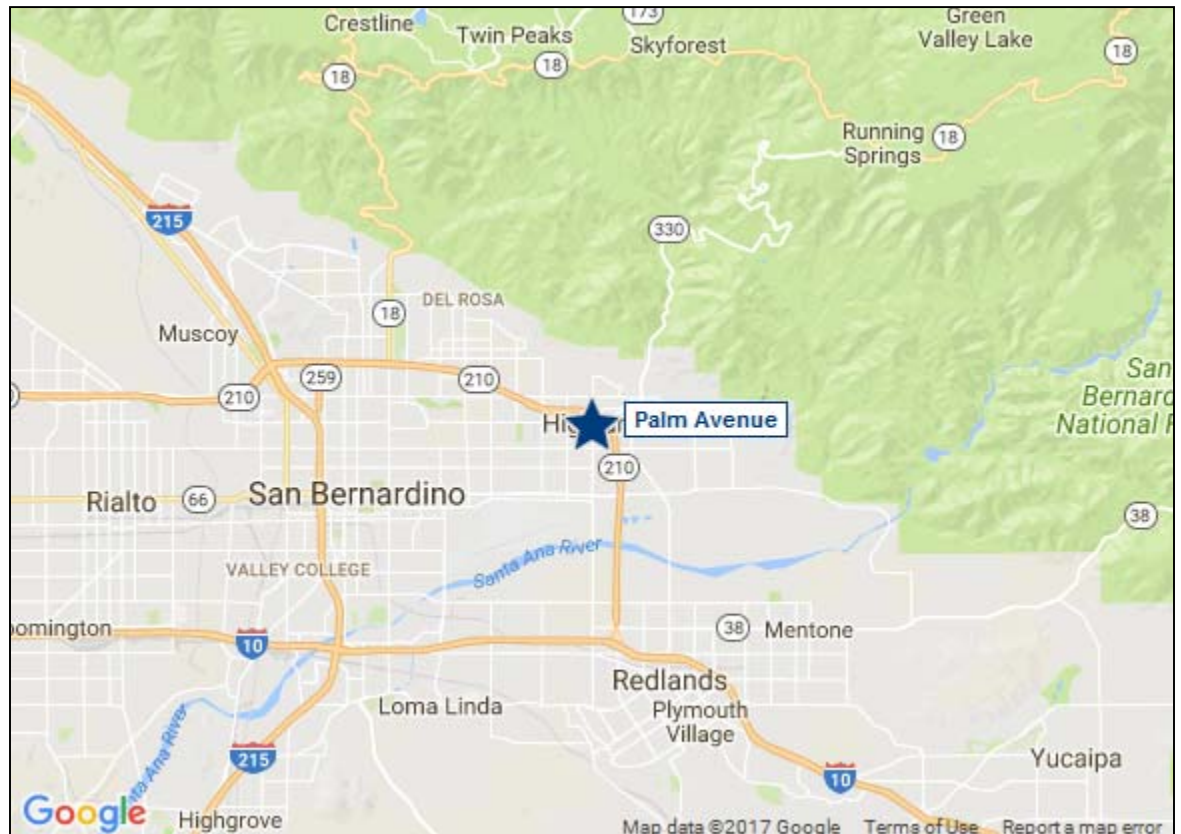 Crestline
173
Green
Valley Lake
Twin Peaks
Skyforest
18
18
18
Running
Springs
18
215
330
DEL ROSA
18
Muscoy
210
259
210
Palm Avenue
San
National
210
Rialto
66
San Bernardino
38
Santa Ana River
VALLEY COLLEGE
10
38
Mentone
Redlands
Loma Linda
Plymouth
Village
215
10
Yucaipa
Google
Highgrove
Map data ©2017 Google
Terms of Use
Report a map error